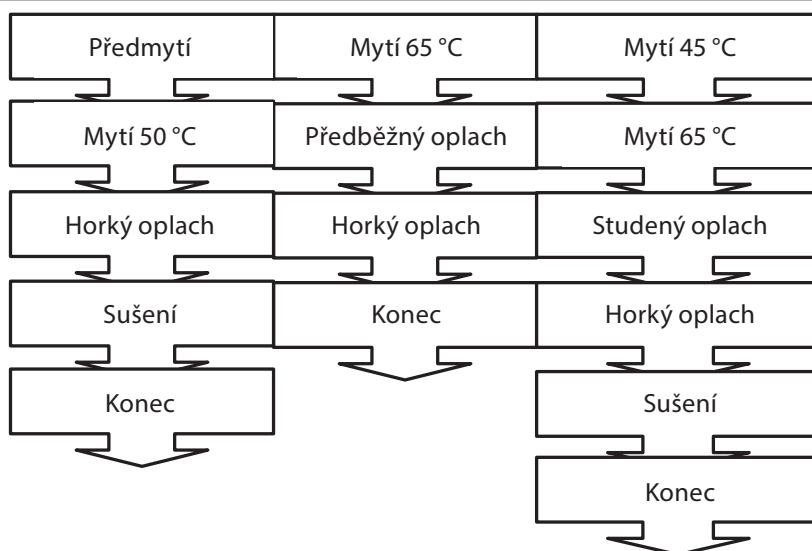 Předmytí
Mytí 50 °C
Horký oplach
Sušení
Konec
Mytí 65 °C
Předběžný oplach
Horký oplach
Konec
Mytí 45 °C
Mytí 65 °C
Studený oplach
Horký oplach
Sušení
Konec